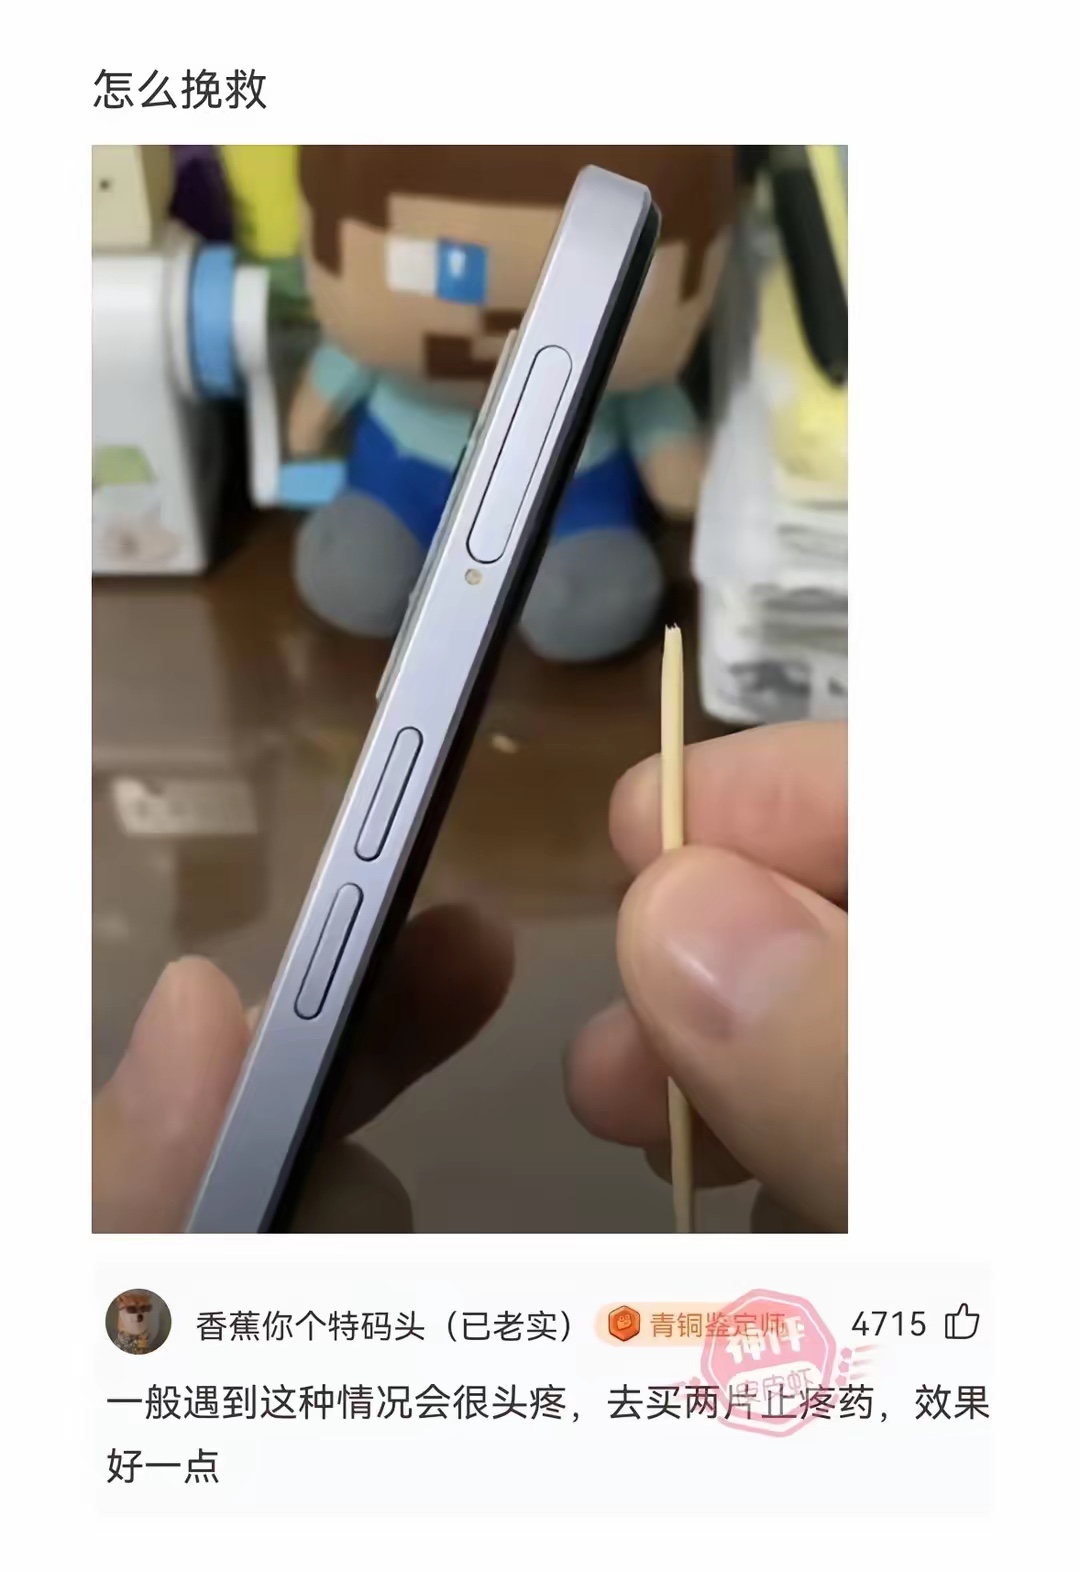 怎么挽救
香蕉你个特码头（已老实）
青铜鉴定师
4715
神评
皮皮虾
一般遇到这种情况会很头疼，去买两片止疼药，效果
好一点